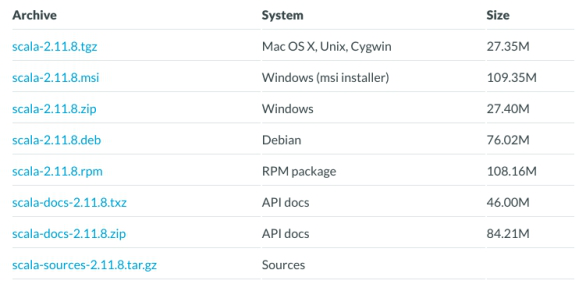 Archive System Size
scala-2.11.8.tgz Mac OS X, Unix, Cygwin 27.35M
scala-2.11.8.msi Windows (msi installer) 109.35M
scala-2.11.8.zip Windows 27.40M
scala-2.11.8.deb Debian 76.02M
scala-2.11.8.rpm RPM package 108.16M
scala-docs-2.11.8.txz API docs 46.00M
scala-docs-2.11.8.zip API docs 84.21M
scala-sources-2.11.8.tar.gz Sources